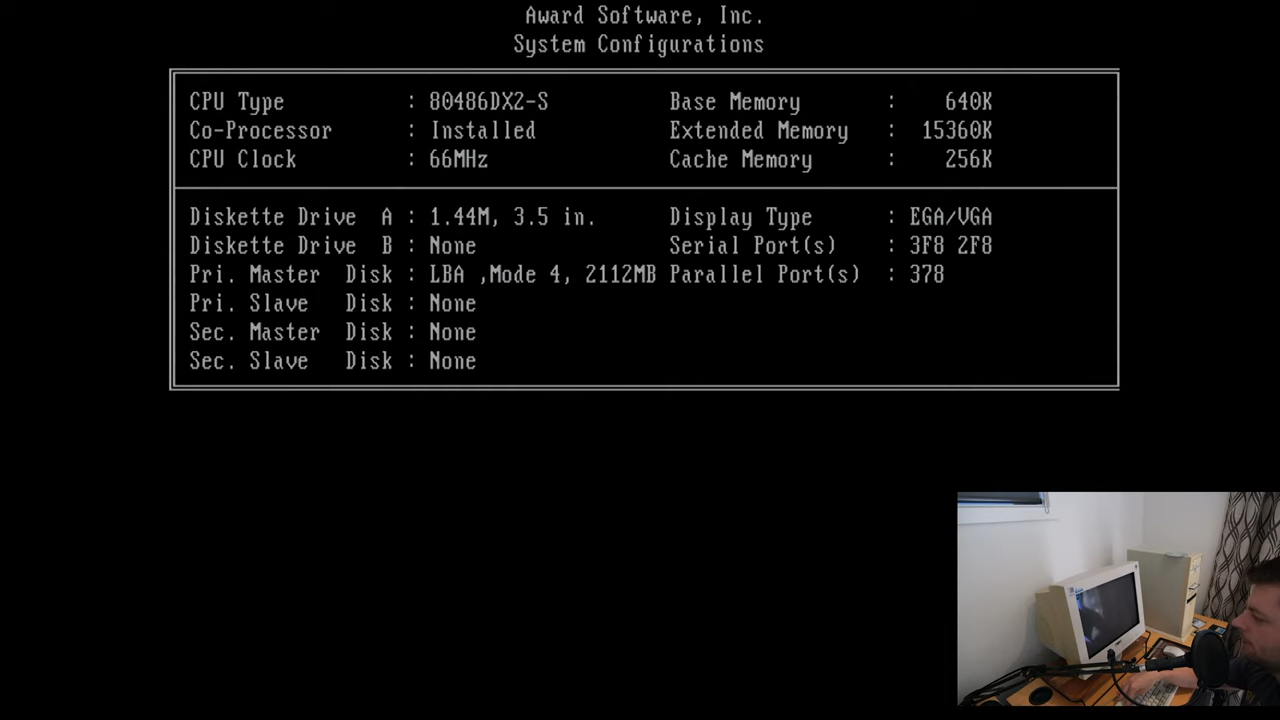 Award Software, Inc.
System Configurations
CPU Type : 80486DX2-S Base Memory : 640K
Co-Processor : Installed Extended Memory : 15360K
CPU Clock : 66MHz Cache Memory : 256K
Diskette Drive A : 1.44M, 3.5 in. Display Type : EGA/VGA
Diskette Drive B : None Serial Port(s) : 3F8 2F8
Pri. Master Disk : LBA ,Mode 4, 2112MB Parallel Port(s) : 378
Pri. Slave Disk : None
Sec. Master Disk : None
Sec. Slave Disk : None